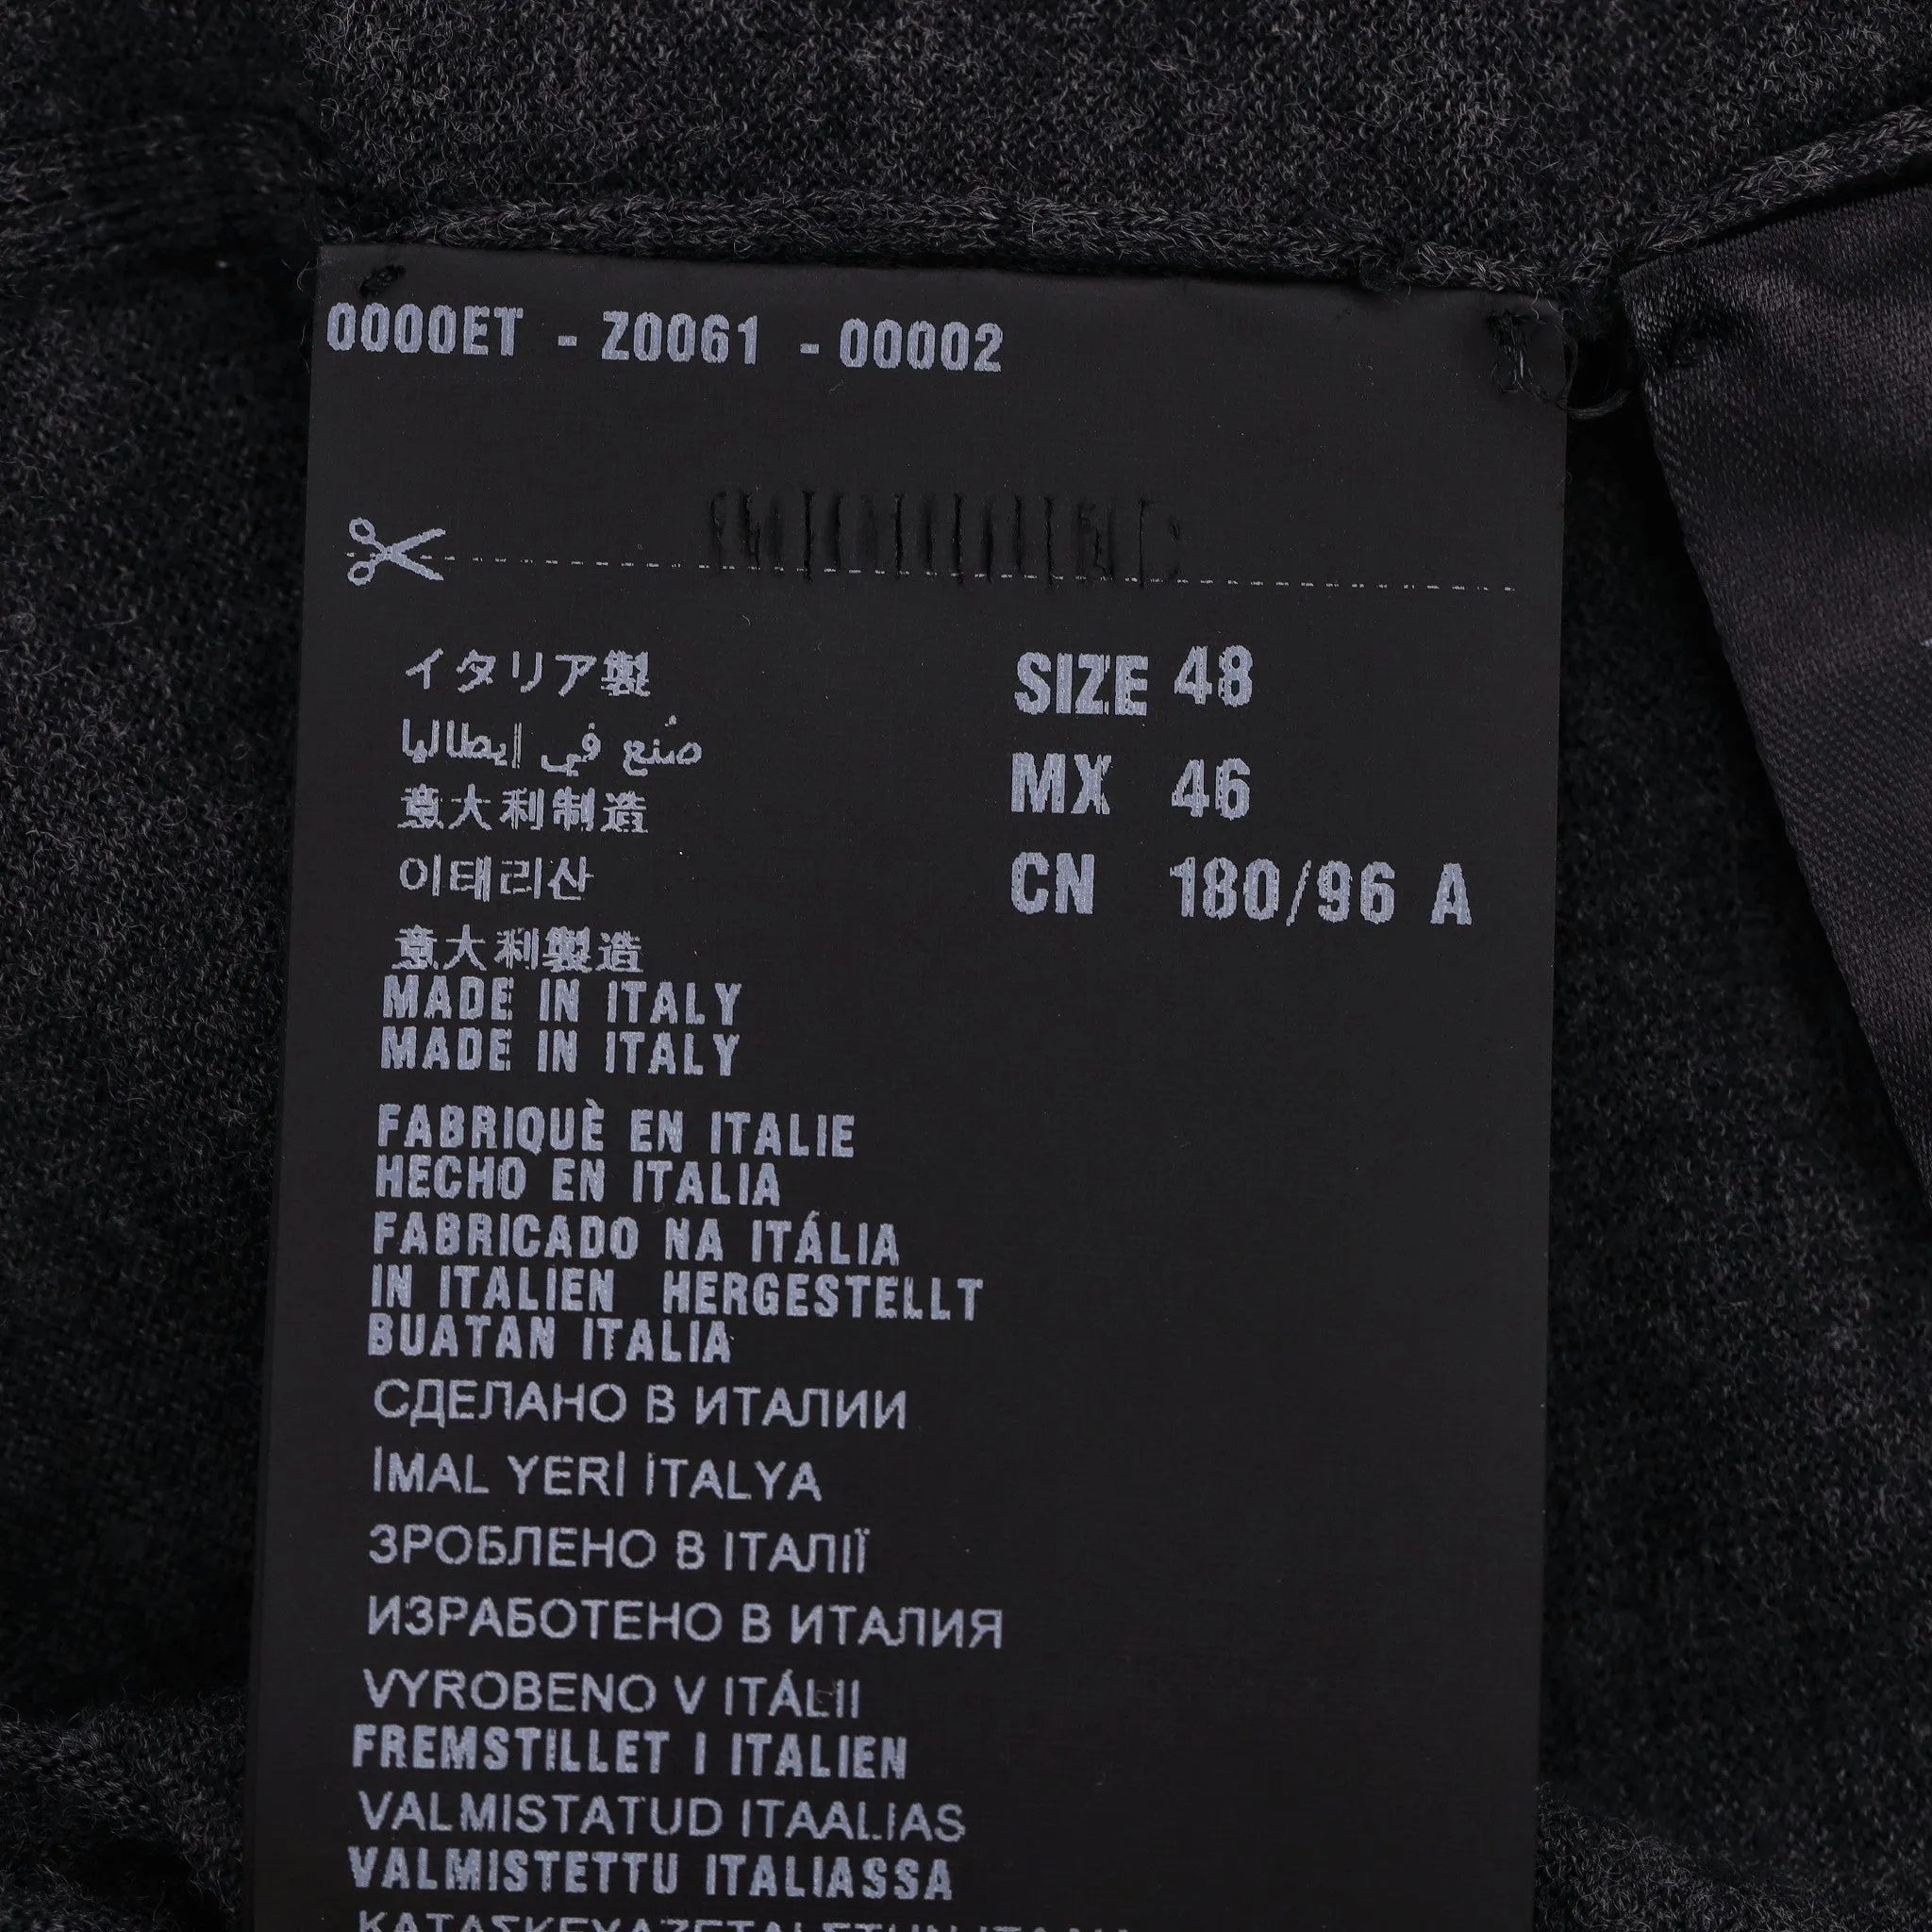 0000ET - Z0061 - 00002
イタリア製
صُنع في إيطاليا
意大利制造
이태리산
意大利製造
MADE IN ITALY
MADE IN ITALY
FABRIQUÈ EN ITALIE
HECHO EN ITALIA
FABRICADO NA ITÁLIA
IN ITALIEN HERGESTELLT
BUATAN ITALIA
СДЕЛАНО В ИТАЛИИ
İMAL YERİ İTALYA
ЗРОБЛЕНО В ІТАЛІЇ
ИЗРАБОТЕНО В ИТАЛИЯ
VYROBENO V ITÁLII
FREMSTILLET I ITALIEN
VALMISTATUD ITAALIAS
VALMISTETTU ITALIASSA
SIZE 48
MX 46
CN 180/96 A